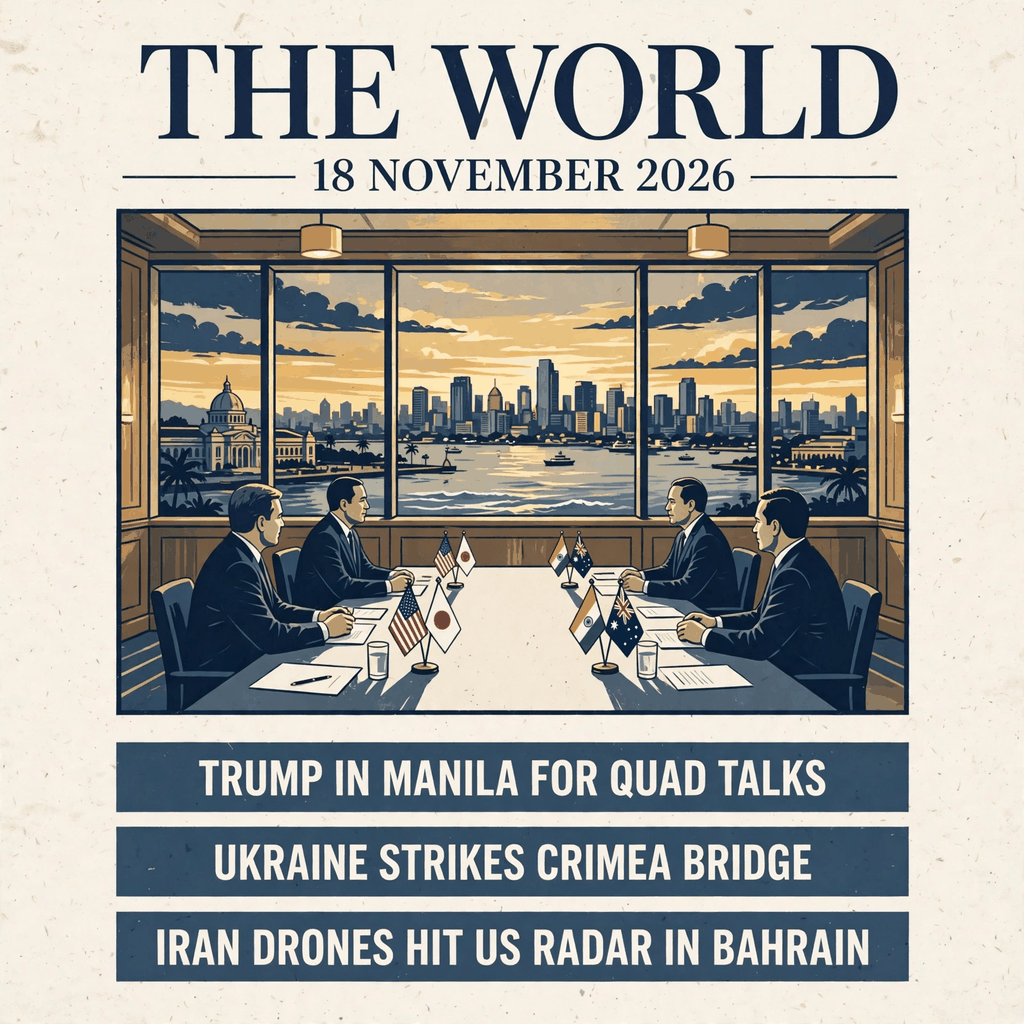 THE WORLD
18 NOVEMBER 2026
TRUMP IN MANILA FOR QUAD TALKS
UKRAINE STRIKES CRIMEA BRIDGE
IRAN DRONES HIT US RADAR IN BAHRAIN